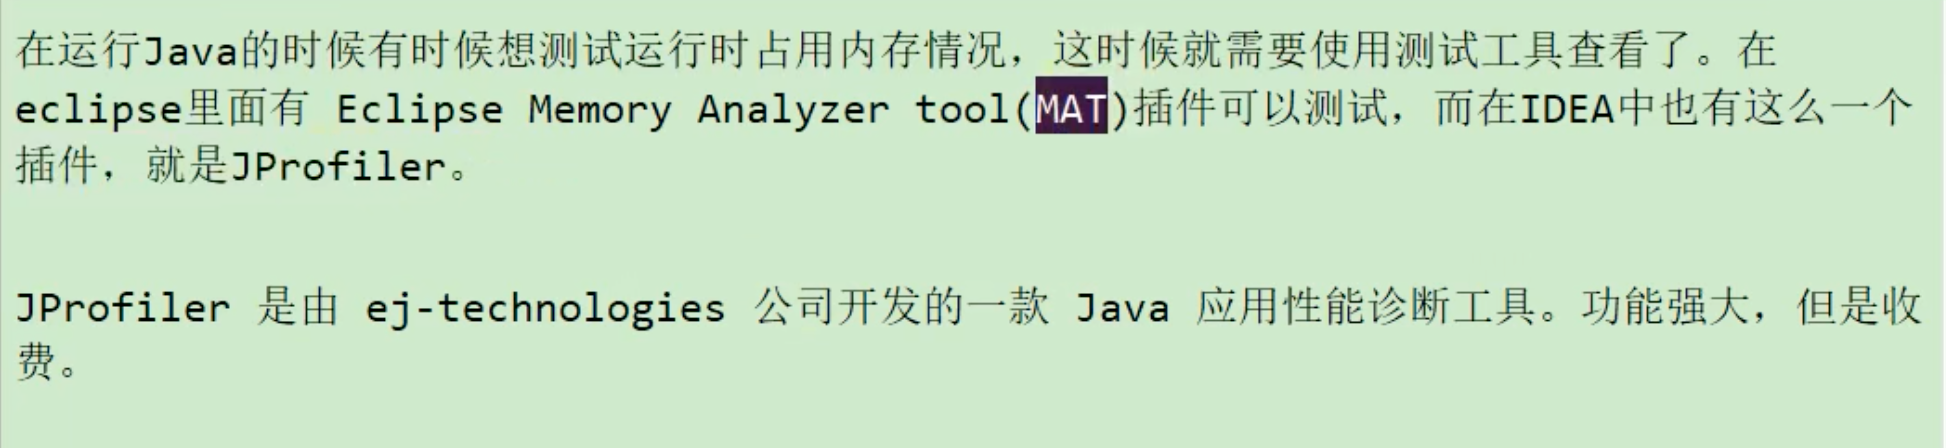 在运行Java的时候有时候想测试运行时占用内存情况，这时候就需要使用测试工具查看了。在
eclipse里面有 Eclipse Memory Analyzer tool(MAT)插件可以测试，而在IDEA中也有这么一个
插件，就是JProfiler。
JProfiler 是由 ej-technologies 公司开发的一款 Java 应用性能诊断工具。功能强大，但是收
费。